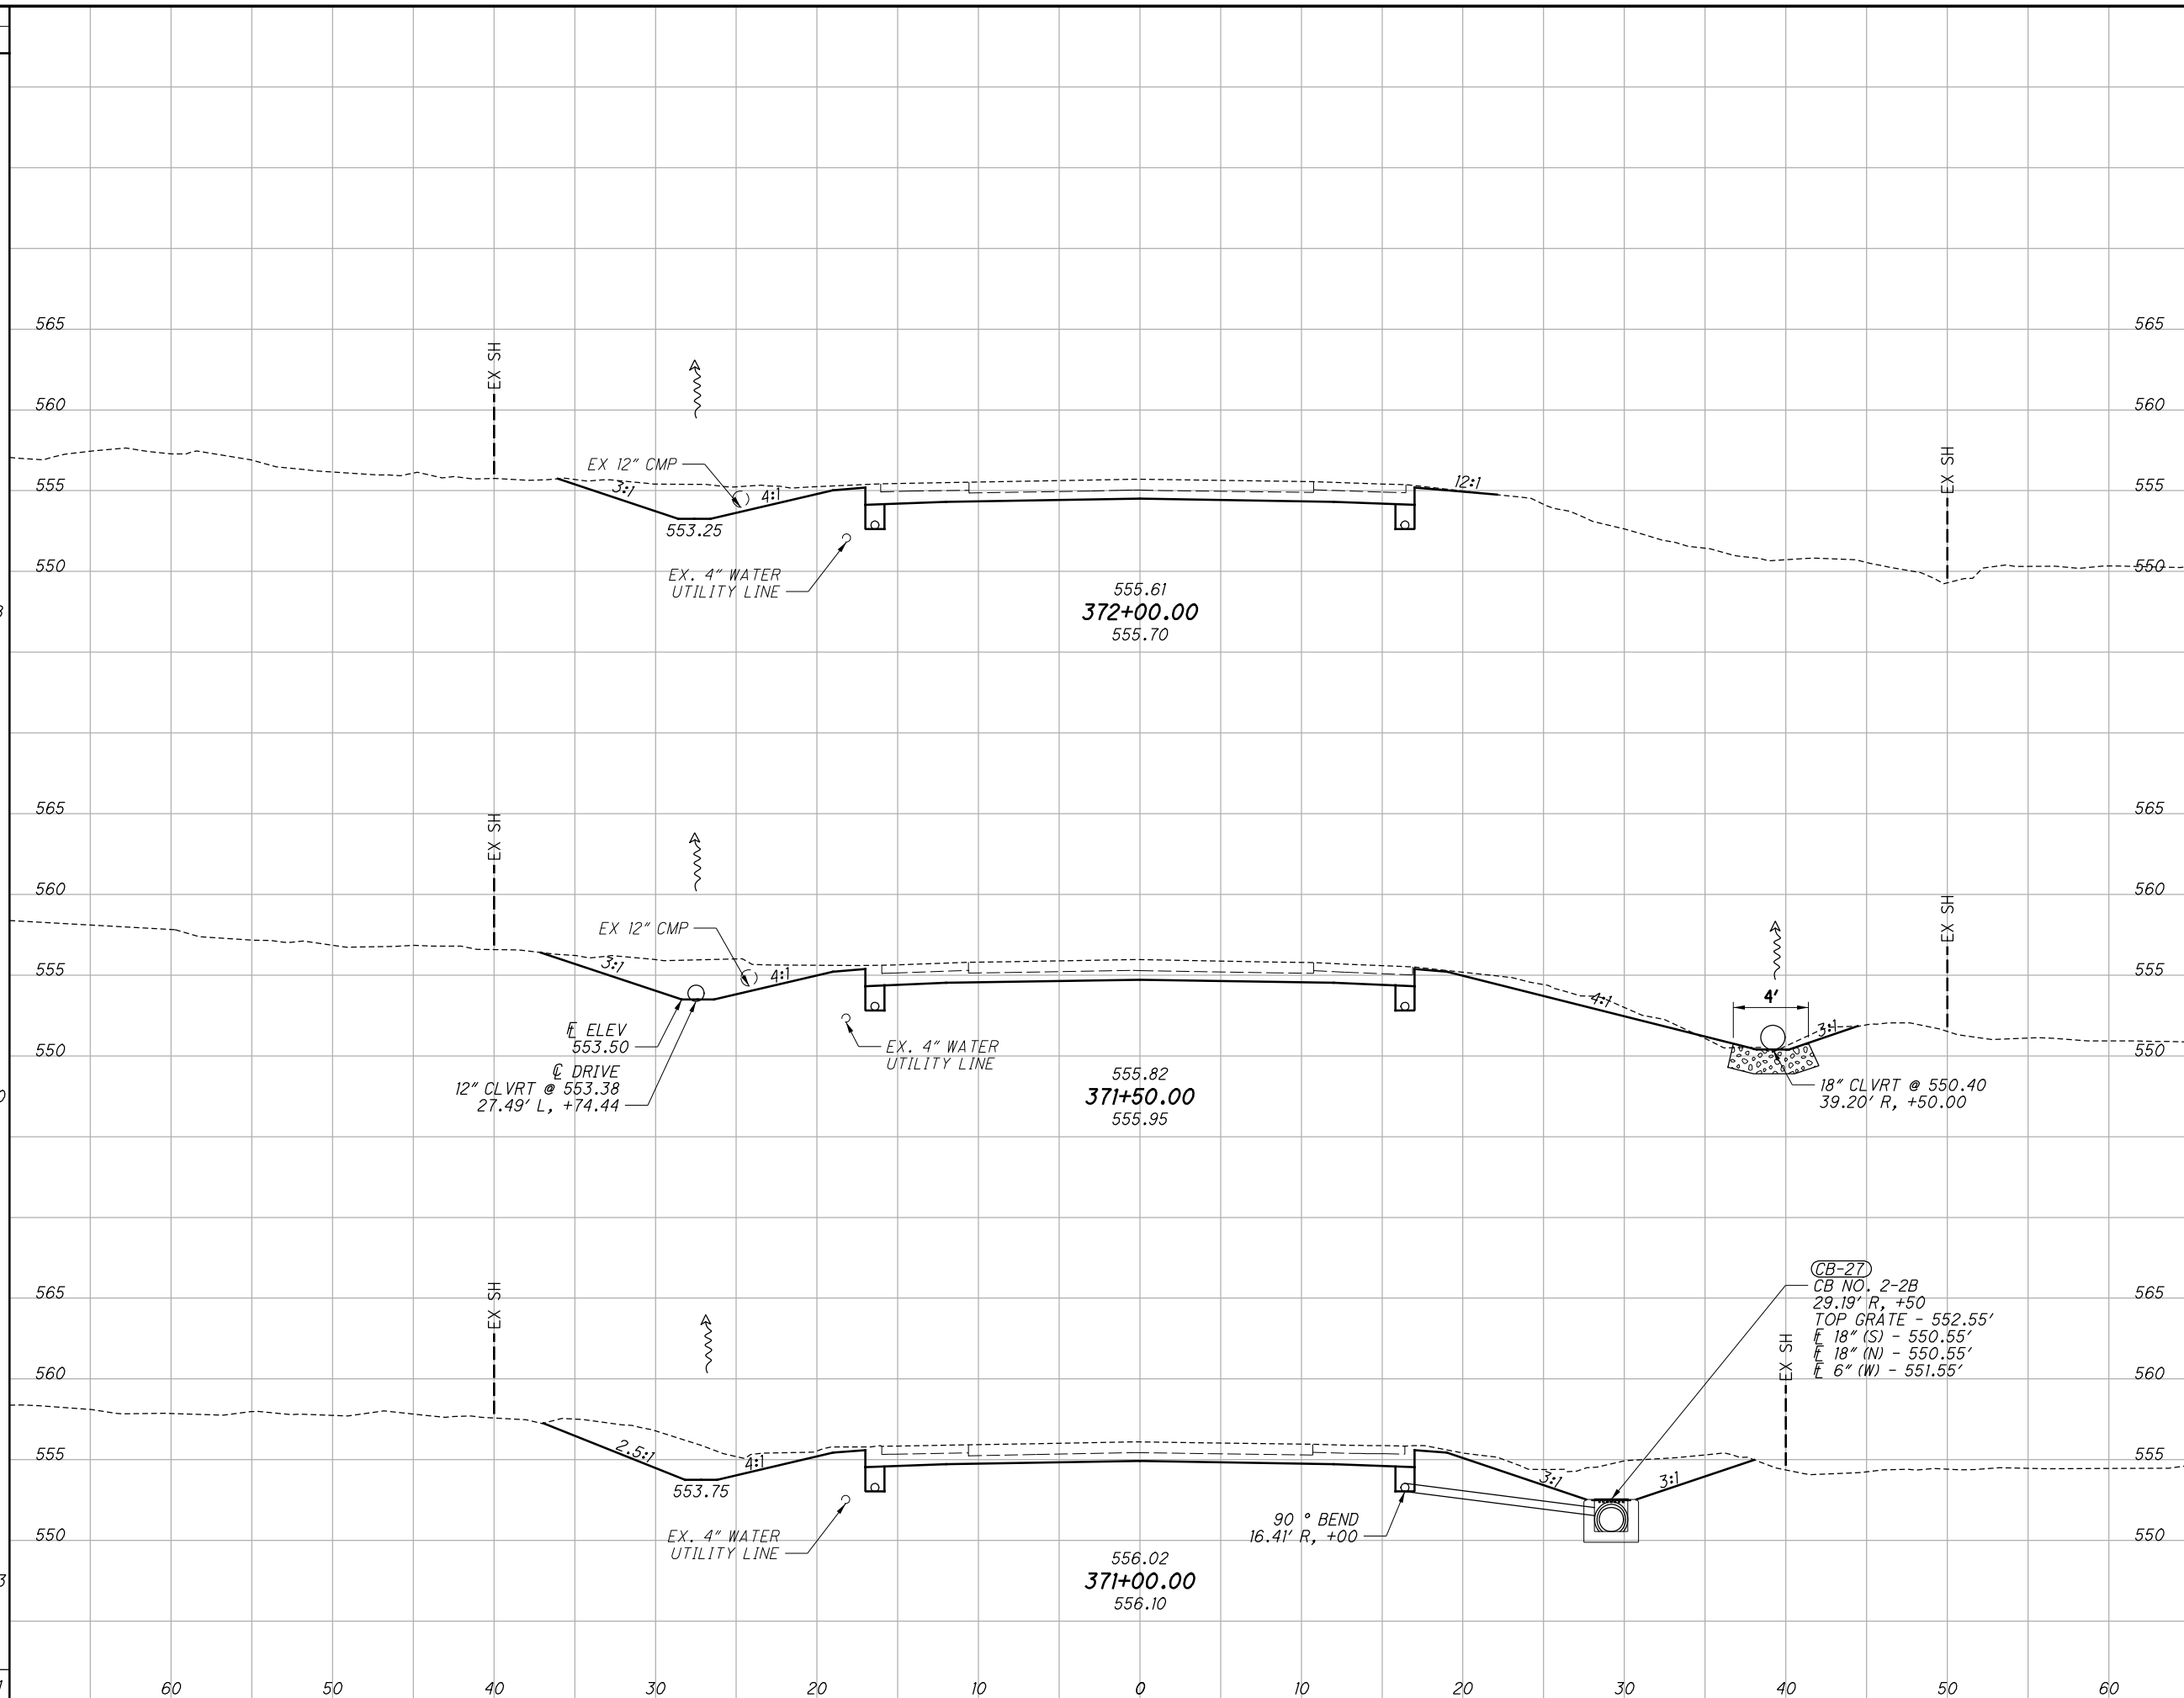 565
565
EX SH
560
560
EX SH
EX 12" CMP
555
3:1
4:1
12:1
555
553.25
550
EX. 4" WATER
UTILITY LINE
550
555.61
372+00.00
555.70
565
565
EX SH
560
560
EX SH
EX 12" CMP
555
3:1
4:1
4:1
4'
3:1
555
℄ ELEV
553.50
EX. 4" WATER
UTILITY LINE
550
550
℄ DRIVE
12" CLVRT @ 553.38
27.49' L, +74.44
18" CLVRT @ 550.40
39.20' R, +50.00
555.82
371+50.00
555.95
CB-27
CB NO. 2-2B
29.19' R, +50
TOP GRATE - 552.55'
℄ 18" (S) - 550.55'
℄ 18" (N) - 550.55'
℄ 6" (W) - 551.55'
565
565
EX SH
EX SH
560
560
555
2.5:1
4:1
3:1
3:1
555
553.75
550
EX. 4" WATER
UTILITY LINE
90 ° BEND
16.41' R, +00
550
556.02
371+00.00
556.10
60 50 40 30 20 10 0 10 20 30 40 50 60